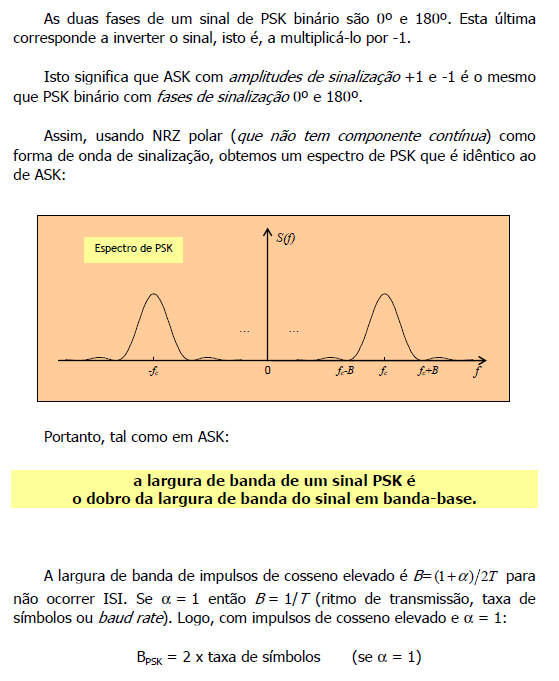 As duas fases de um sinal de PSK binário são 0º e 180º. Esta última
corresponde a inverter o sinal, isto é, a multiplicá-lo por -1.
Isto significa que ASK com amplitudes de sinalização +1 e -1 é o mesmo
que PSK binário com fases de sinalização 0º e 180º.
Assim, usando NRZ polar (que não tem componente contínua) como
forma de onda de sinalização, obtemos um espectro de PSK que é idêntico ao
de ASK:
Espectro de PSK
S(f)
... ...
-fc 0 fc-B fc fc+B f
Portanto, tal como em ASK:
a largura de banda de um sinal PSK é
o dobro da largura de banda do sinal em banda-base.
A largura de banda de impulsos de cosseno elevado é B=(1+α)/2T para
não ocorrer ISI. Se α = 1 então B = 1/T (ritmo de transmissão, taxa de
símbolos ou baud rate). Logo, com impulsos de cosseno elevado e α = 1:
BPSK = 2 x taxa de símbolos (se α = 1)